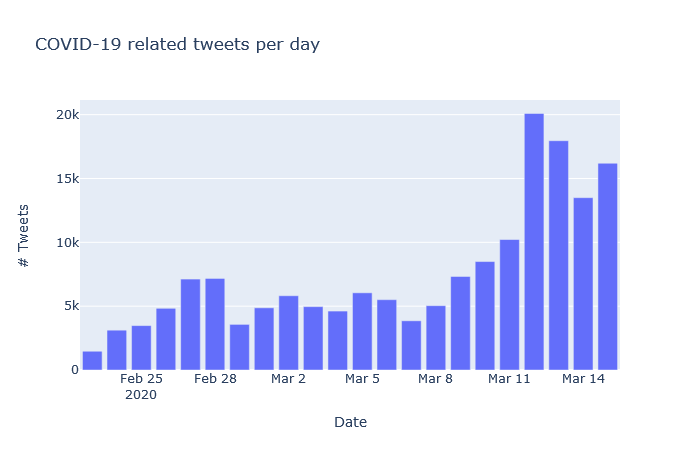 COVID-19 related tweets per day
20k
15k
10k
5k
0
# Tweets
Feb 25
2020
Feb 28
Mar 2
Mar 5
Mar 8
Mar 11
Mar 14
Date